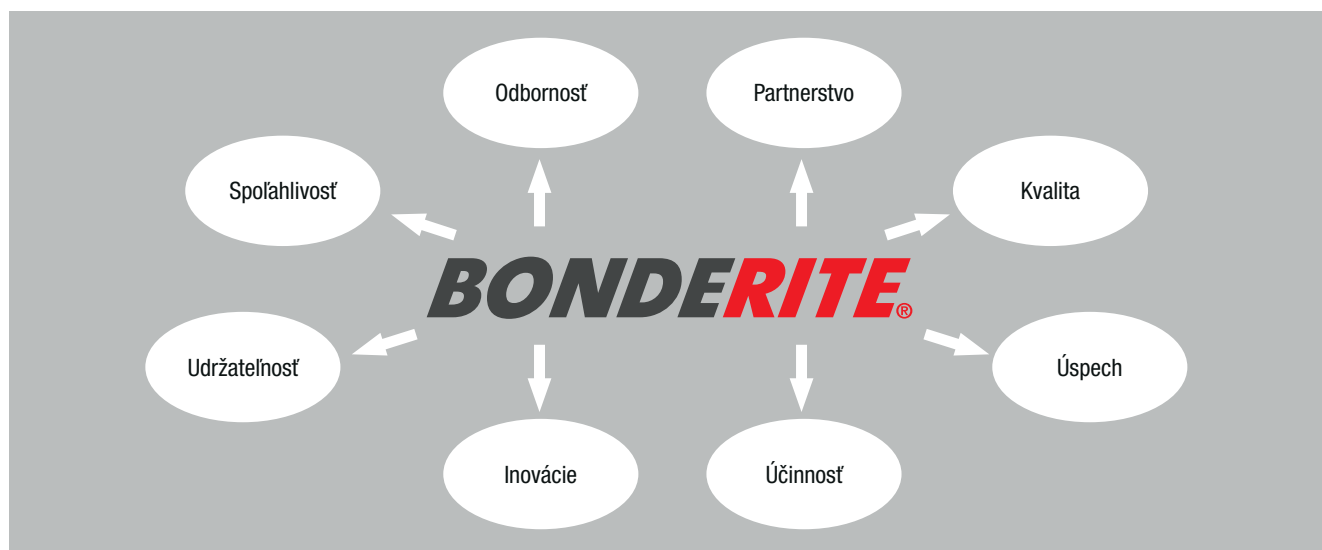 Odbornosť
Partnerstvo
Spoľahlivosť
Kvalita
BONDERITE®
Udržateľnosť
Úspech
Inovácie
Účinnosť